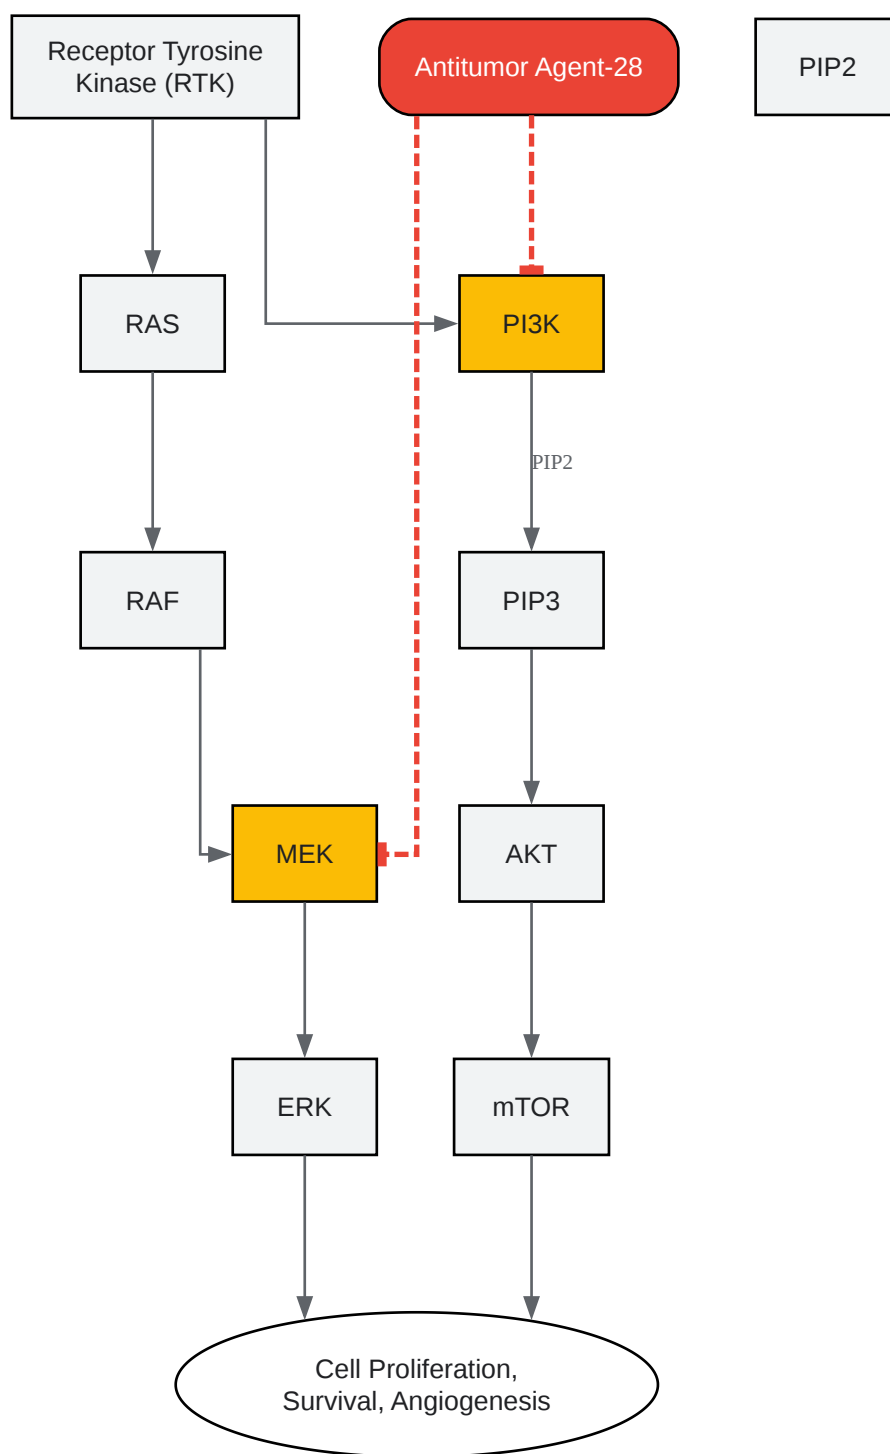 Receptor Tyrosine
Kinase (RTK)
Antitumor Agent-28
PIP2
RAS
PI3K
PIP2
RAF
PIP3
MEK
AKT
ERK
mTOR
Cell Proliferation,
Survival, Angiogenesis